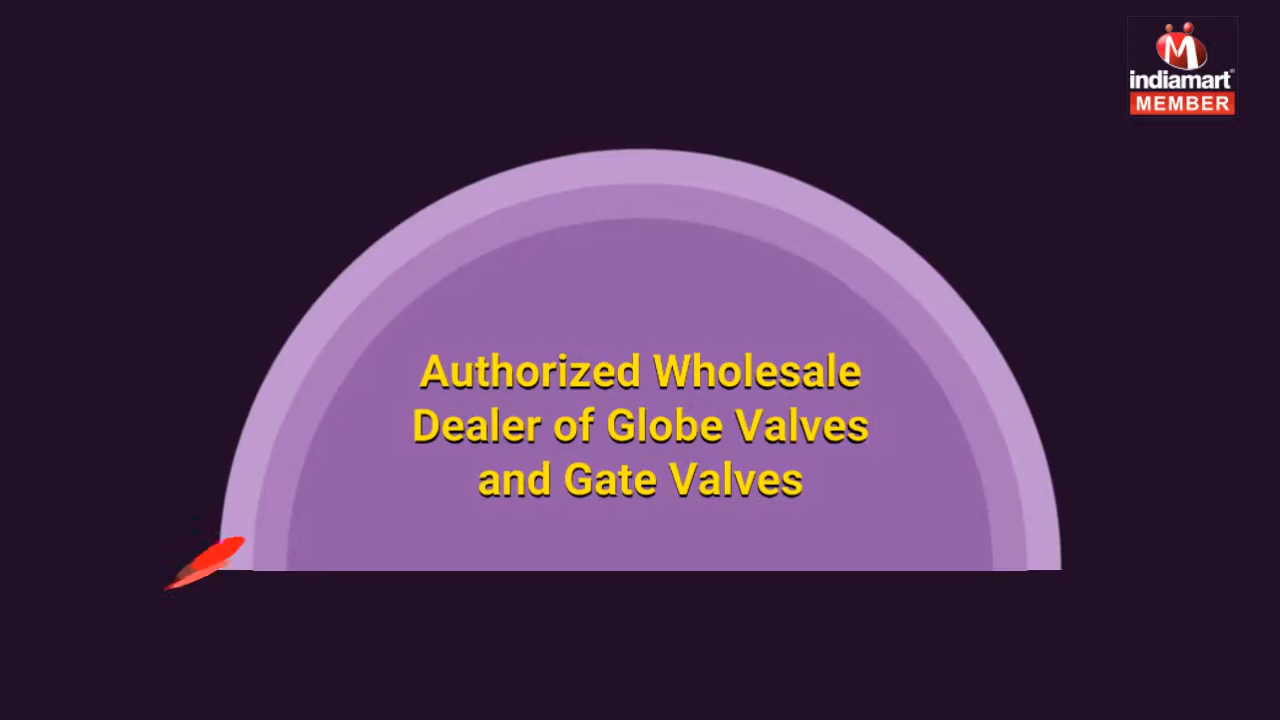 indiamart
MEMBER
Authorized Wholesale
Dealer of Globe Valves
and Gate Valves